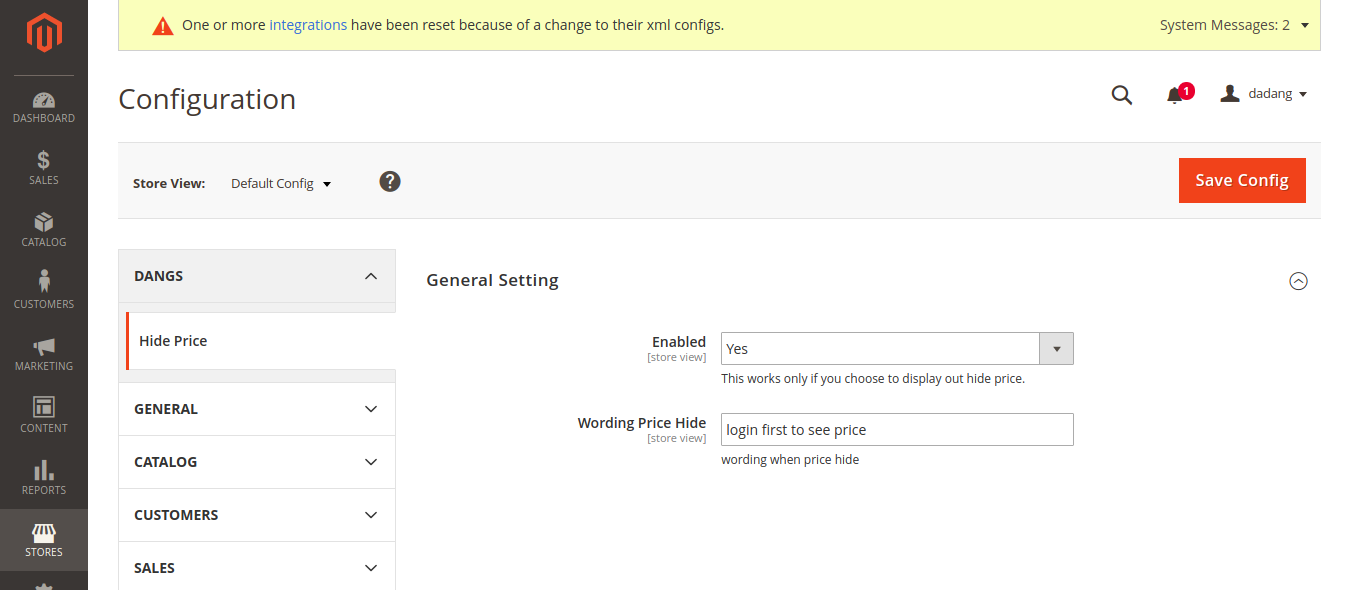 One or more integrations have been reset because of a change to their xml configs.
System Messages: 2
Configuration
1
dadang
Store View:
Default Config
?
Save Config
DASHBOARD
SALES
CATALOG
CUSTOMERS
MARKETING
CONTENT
REPORTS
STORES
DANGS
Hide Price
GENERAL
CATALOG
CUSTOMERS
SALES
General Setting
Enabled
[store view]
Yes
This works only if you choose to display out hide price.
Wording Price Hide
[store view]
login first to see price
wording when price hide